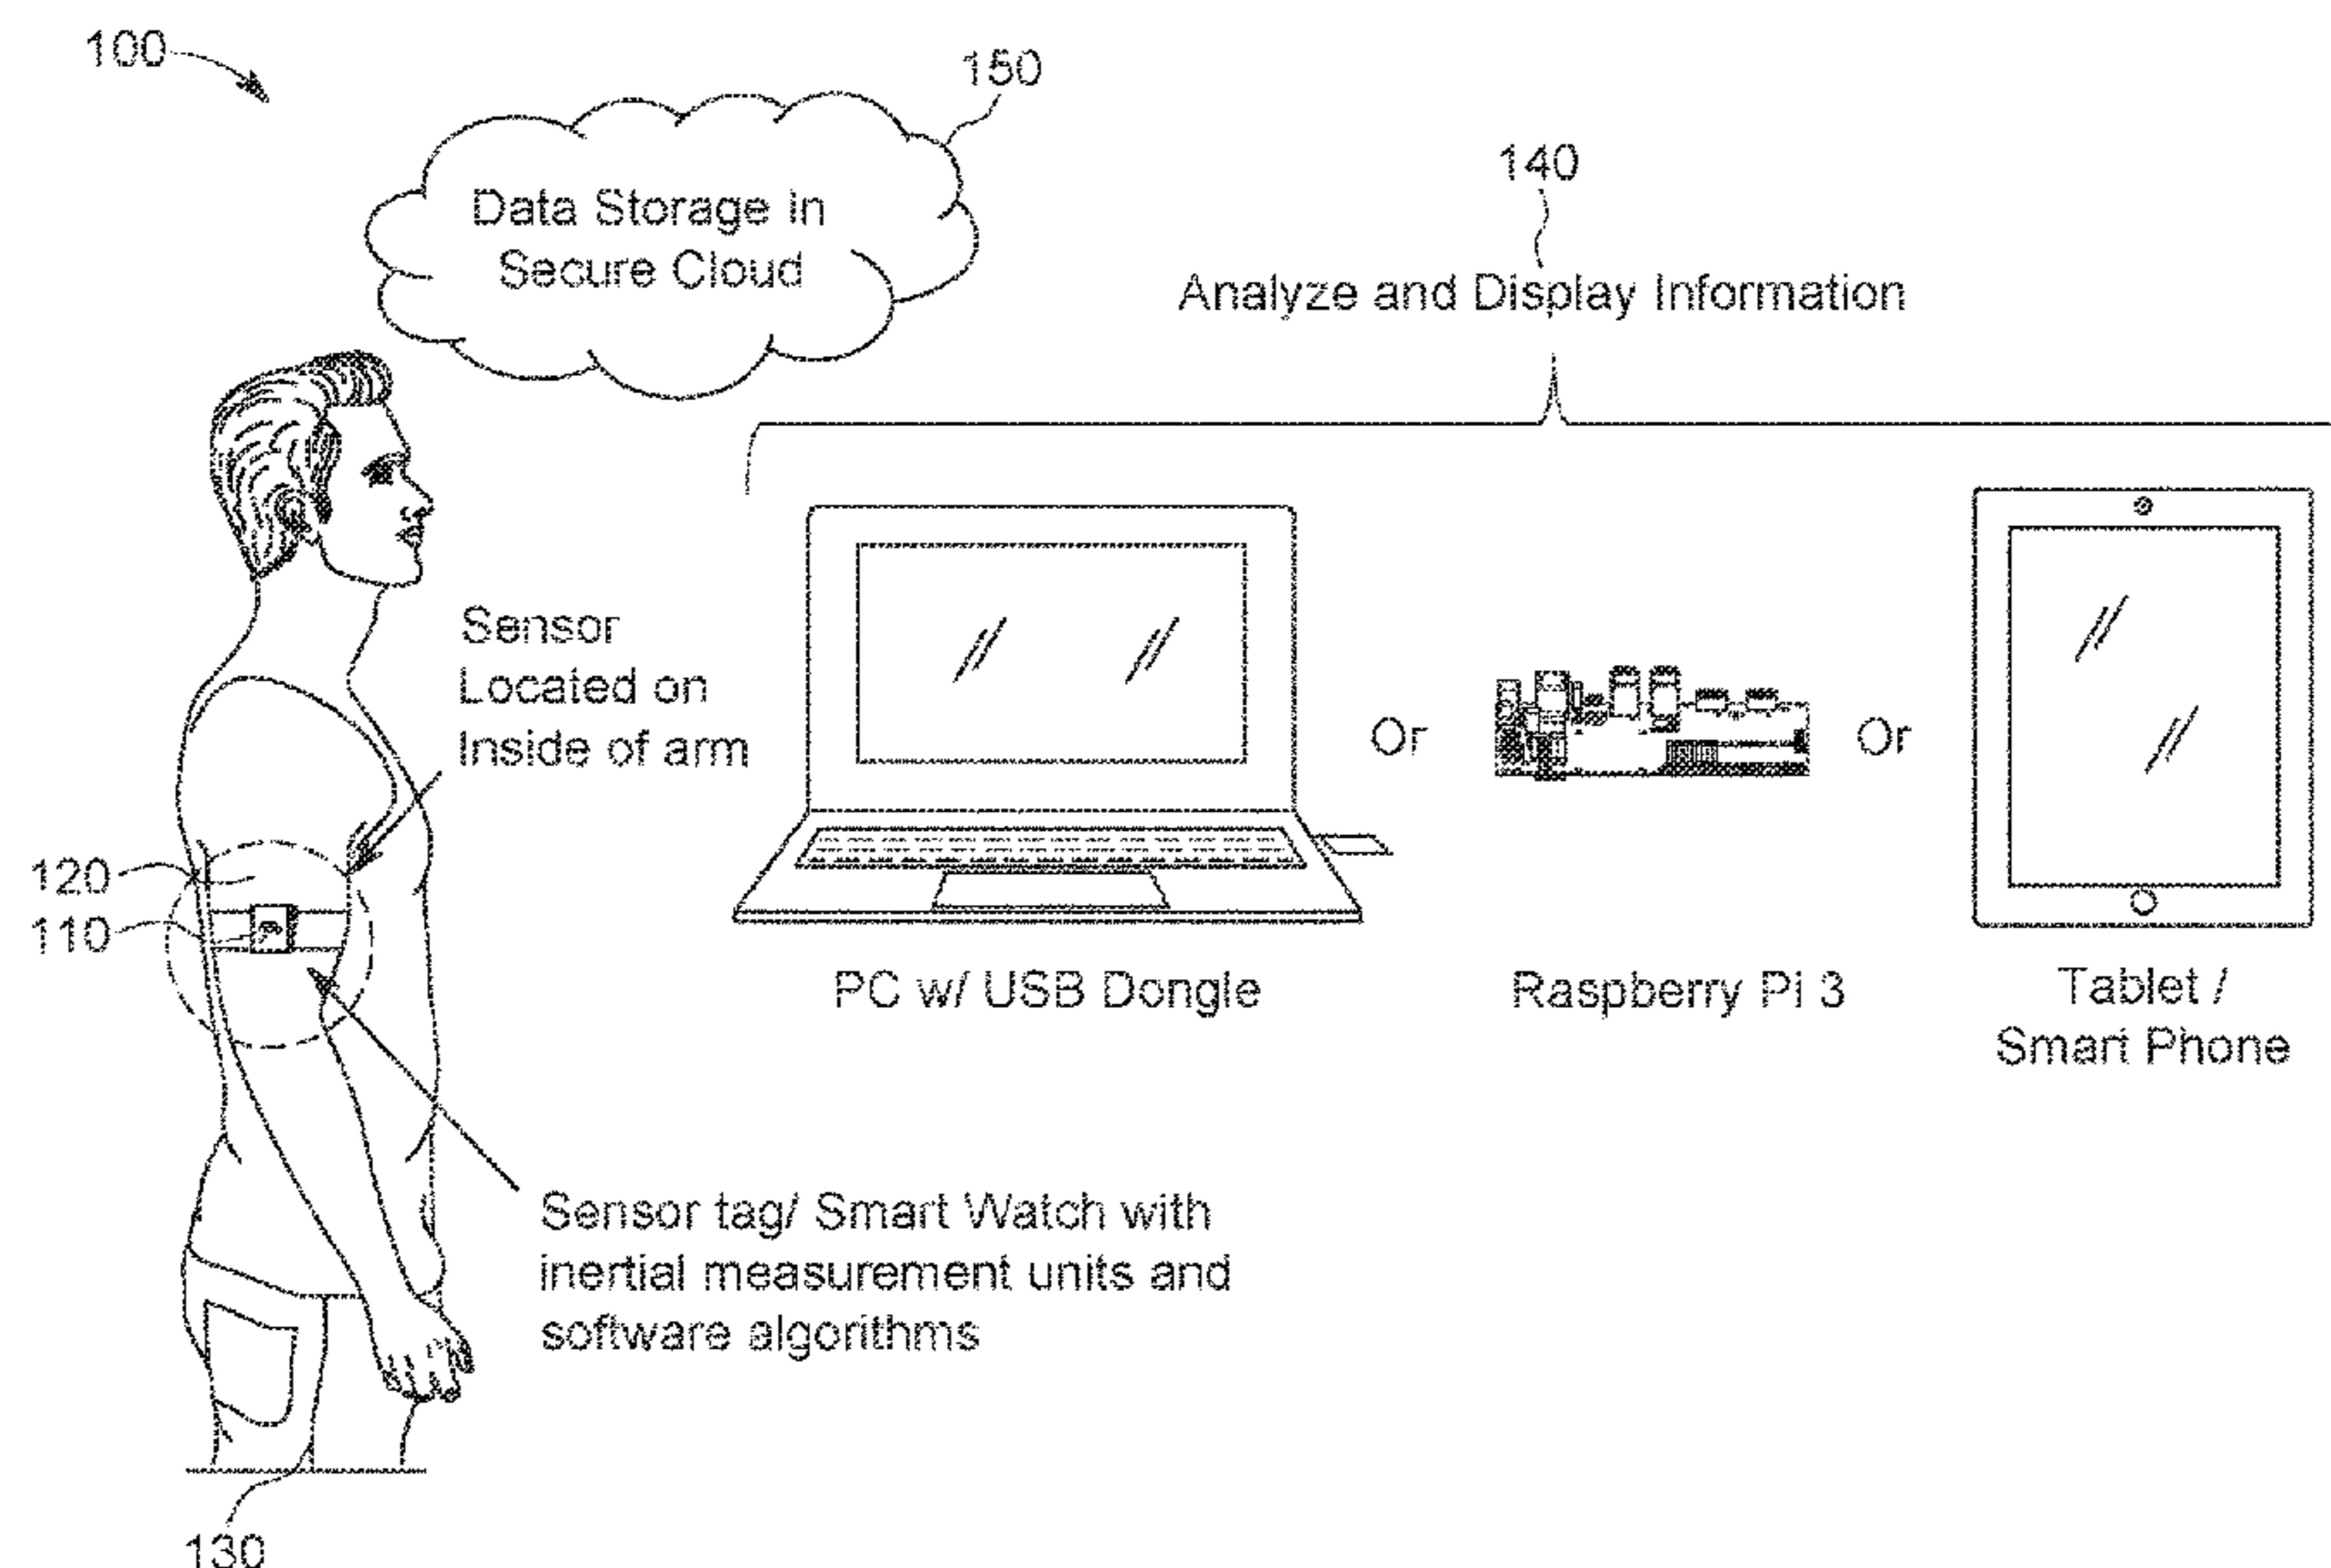 100
150
Data Storage in
Secure Cloud
140
Analyze and Display Information
Sensor
Located on
Inside of arm
Or
Or
120
110
PC w/ USB Dongle
Raspberry Pi 3
Tablet /
Smart Phone
Sensor tag/ Smart Watch with
inertial measurement units and
software algorithms
130